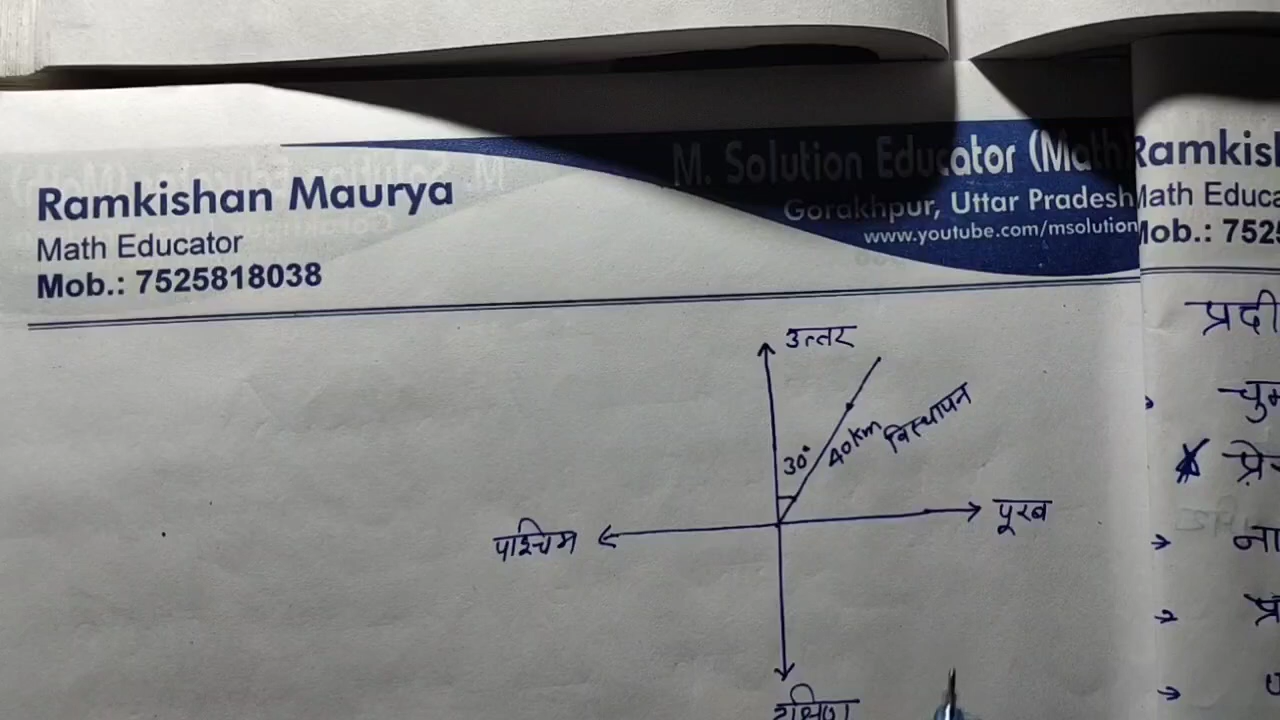 Ramkishan Maurya
Math Educator
Mob.: 7525818038
M. Solution Educator (Math
Gorakhpur, Uttar Pradesh
www.youtube.com/msolution
Ramkis
Math Educa
Mob.: 752
उत्तर
30°
40km
विस्थापन
पूरब
पश्चिम
दक्षिण
प्रदी
चुम
ना